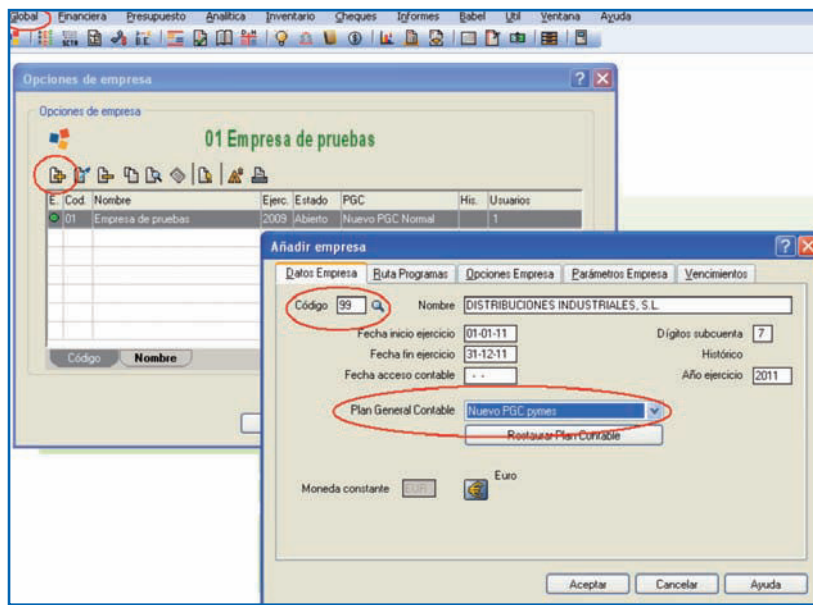 Global Financiera Presupuesto Analítica Inventario Cheques Informes Babel Util Ventana Ayuda
Opciones de empresa
Opciones de empresa
01 Empresa de pruebas
E. Cod. Nombre Ejerc. Estado PGC His. Usuarios
01 Empresa de pruebas 2009 Abierto Nuevo PGC Normal 1
Código Nombre
Añadir empresa
Datos Empresa Ruta Programas Opciones Empresa Parámetros Empresa Vencimientos
Código 99 Nombre DISTRIBUCIONES INDUSTRIALES, S.L.
Fecha inicio ejercicio 01-01-11 Dígitos subcuenta 7
Fecha fin ejercicio 31-12-11 Histórico
Fecha acceso contable - - Año ejercicio 2011
Plan General Contable Nuevo PGC pymes
Restaurar Plan Contable
Euro
Moneda constante EUR
Aceptar Cancelar Ayuda